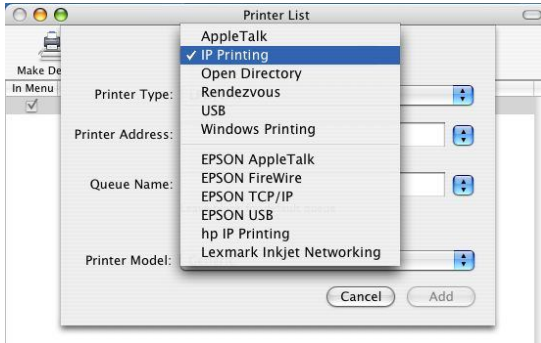 Printer List
Make De
In Menu
AppleTalk
IP Printing
Open Directory
Rendezvous
USB
Windows Printing
EPSON AppleTalk
EPSON FireWire
EPSON TCP/IP
EPSON USB
hp IP Printing
Lexmark Inkjet Networking
Printer Type:
Printer Address:
Queue Name:
Printer Model:
Cancel
Add